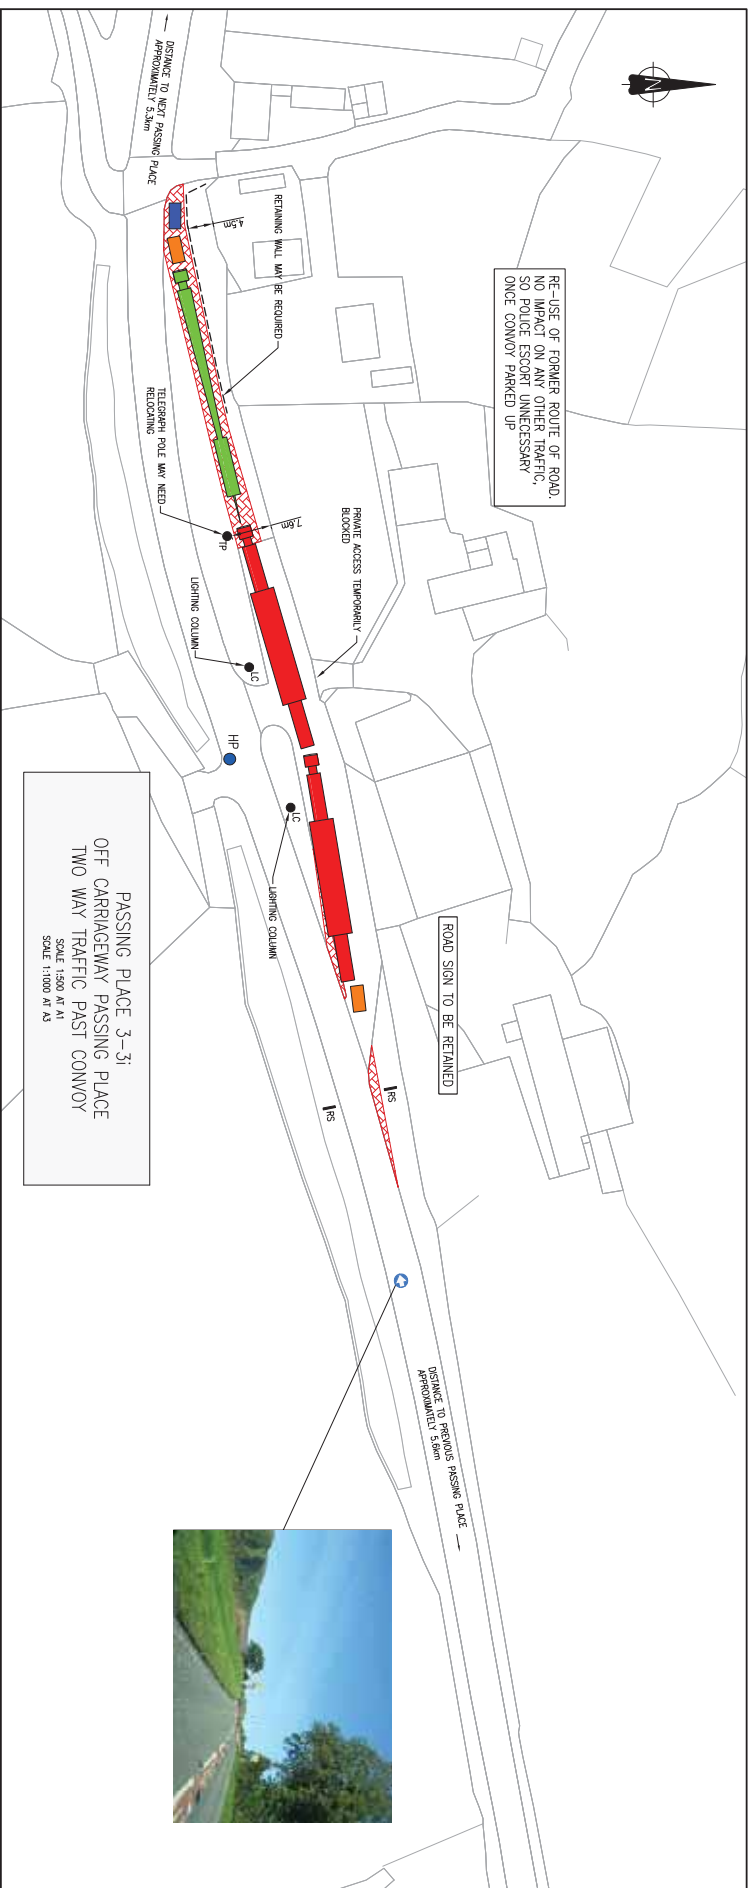 N
DISTANCE TO NEXT PASSING PLACE
APPROXIMATELY 5.3km
RE-USE OF FORMER ROUTE OF ROAD.
NO IMPACT ON ANY OTHER TRAFFIC,
SO POLICE ESCORT UNNECESSARY
ONCE CONVOY PARKED UP
4.5m
RETAINING WALL MAY BE REQUIRED
TELEGRAPH POLE MAY NEED
RELOCATING
7.6m
TP
PRIVATE ACCESS TEMPORARILY
BLOCKED
LIGHTING COLUMN
LC
HP
LC
LIGHTING COLUMN
ROAD SIGN TO BE RETAINED
RS
RS
DISTANCE TO PREVIOUS PASSING PLACE
APPROXIMATELY 5.6km
PASSING PLACE 3-3i
OFF CARRIAGEWAY PASSING PLACE
TWO WAY TRAFFIC PAST CONVOY
SCALE 1:500 AT A1
SCALE 1:1000 AT A3